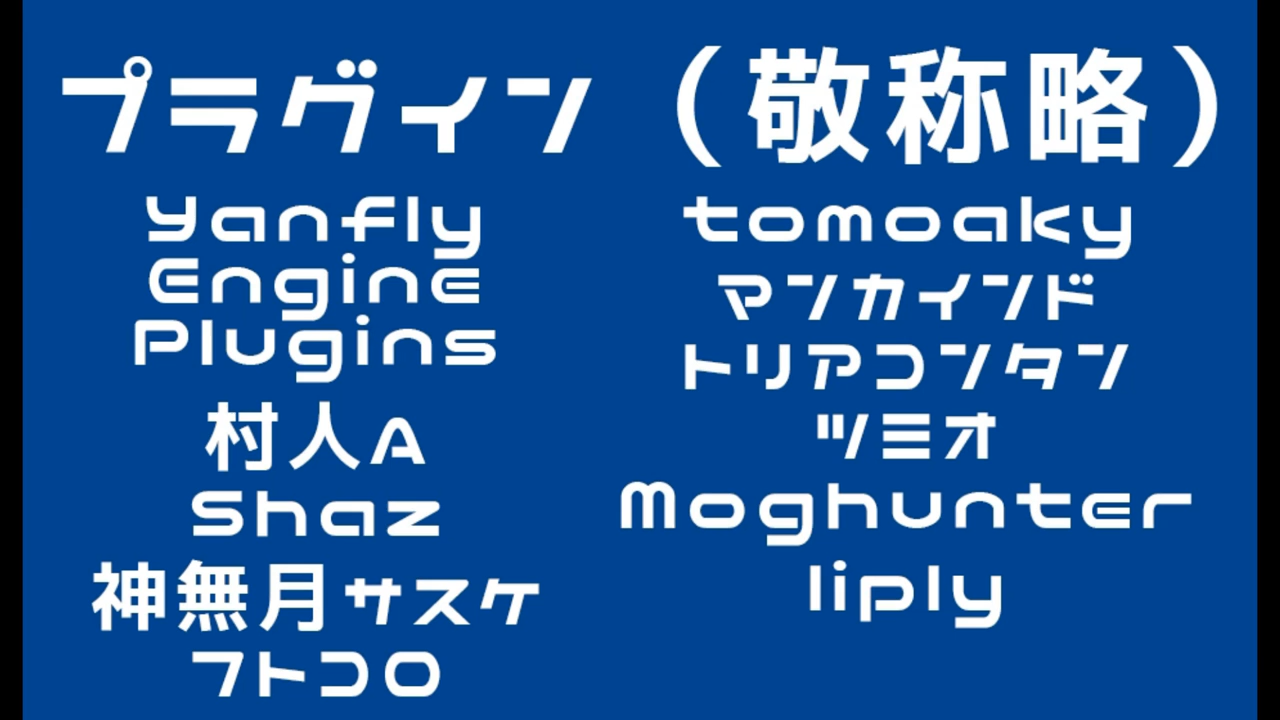 プラグイン（敬称略）
Yanfly
Engine
Plugins
村人A
Shaz
神無月サスケ
フトコロ
tomoaky
マンカインド
トリアコンタン
ツミオ
Moghunter
liply